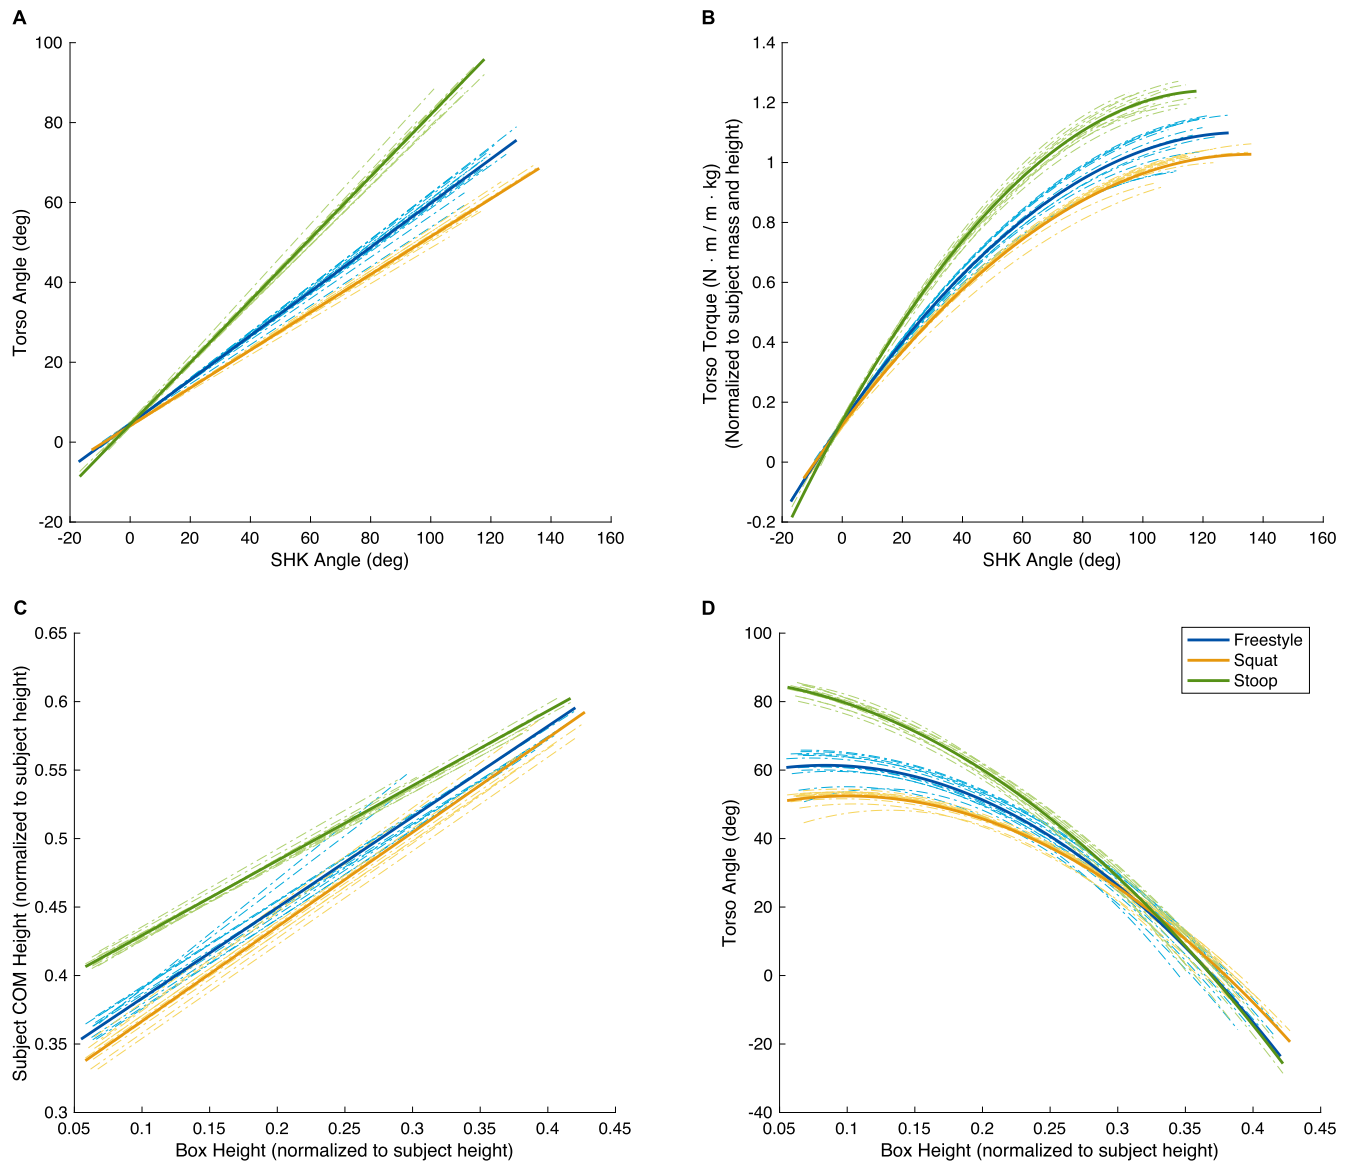 A
100
80
60
40
20
0
-20
Torso Angle (deg)
-20 0 20 40 60 80 100 120 140 160
SHK Angle (deg)
B
1.4
1.2
1
0.8
0.6
0.4
0.2
0
-0.2
Torso Torque (N · m / m · kg)
(Normalized to subject mass and height)
-20 0 20 40 60 80 100 120 140 160
SHK Angle (deg)
C
0.65
0.6
0.55
0.5
0.45
0.4
0.35
0.3
Subject COM Height (normalized to subject height)
0.05 0.1 0.15 0.2 0.25 0.3 0.35 0.4 0.45
Box Height (normalized to subject height)
D
100
80
60
40
20
0
-20
-40
Torso Angle (deg)
Freestyle
Squat
Stoop
0.05 0.1 0.15 0.2 0.25 0.3 0.35 0.4 0.45
Box Height (normalized to subject height)